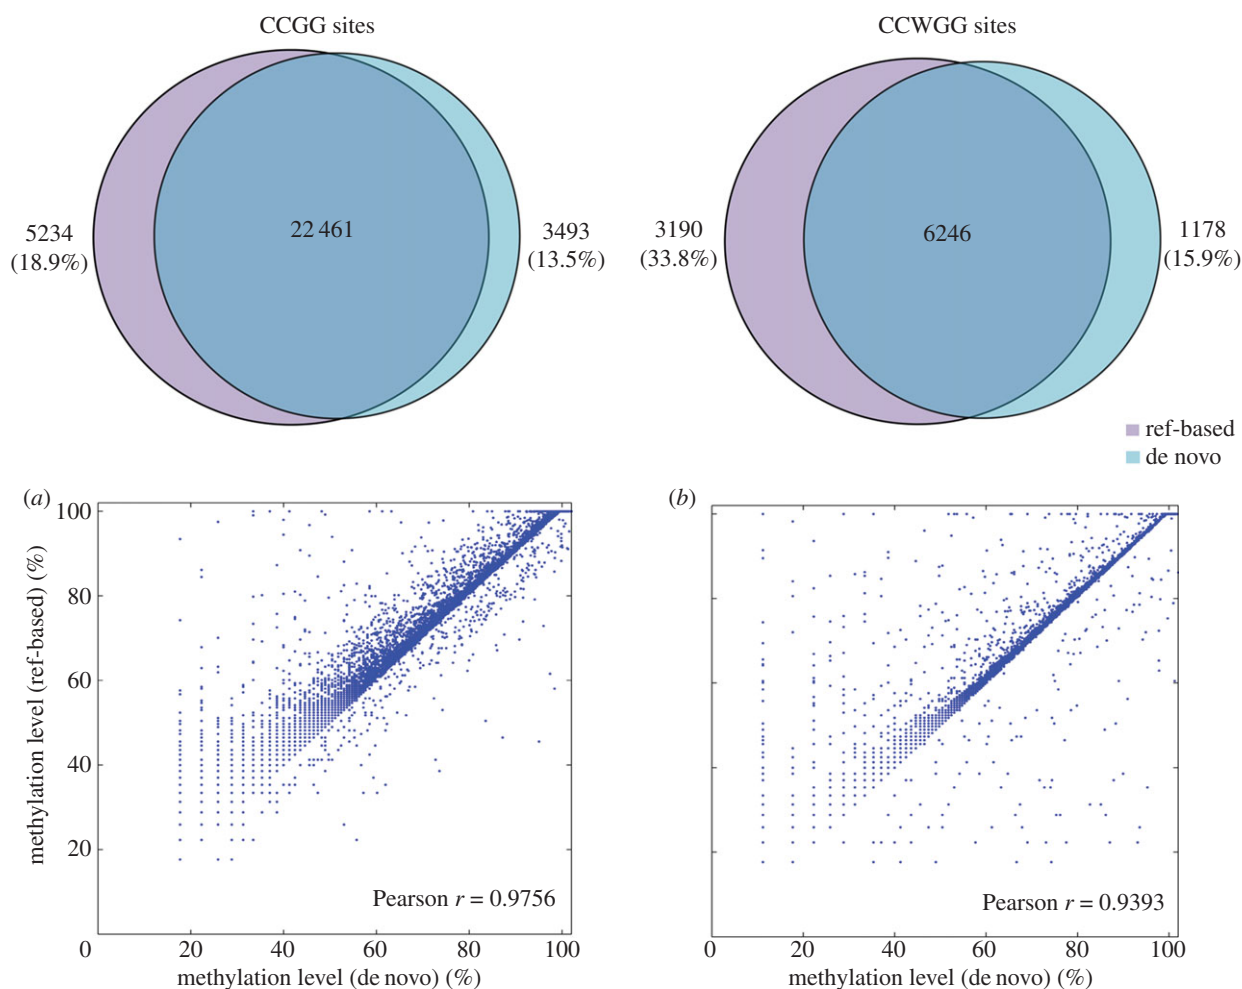 CCGG sites
CCWGG sites
5234
(18.9%)
22 461
3493
(13.5%)
3190
(33.8%)
6246
1178
(15.9%)
ref-based
de novo
(a)
methylation level (ref-based) (%)
100
80
60
40
20
Pearson r = 0.9756
0
20
40
60
80
100
methylation level (de novo) (%)
(b)
Pearson r = 0.9393
0
20
40
60
80
100
methylation level (de novo) (%)